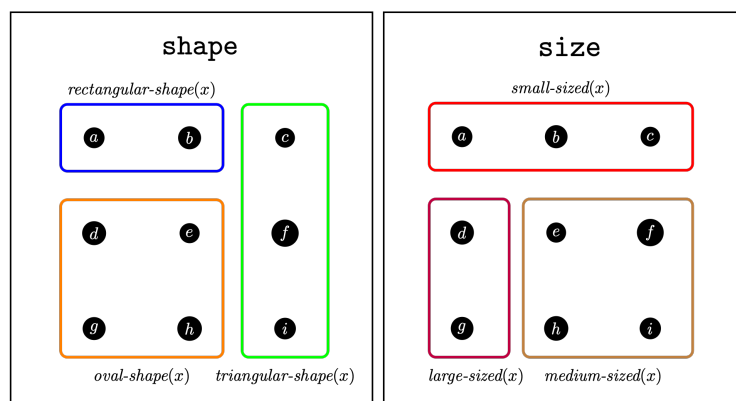 shape
rectangular-shape(x)
a b c
d e f
g h i
oval-shape(x) triangular-shape(x)
size
small-sized(x)
a b c
d e f
g h i
large-sized(x) medium-sized(x)